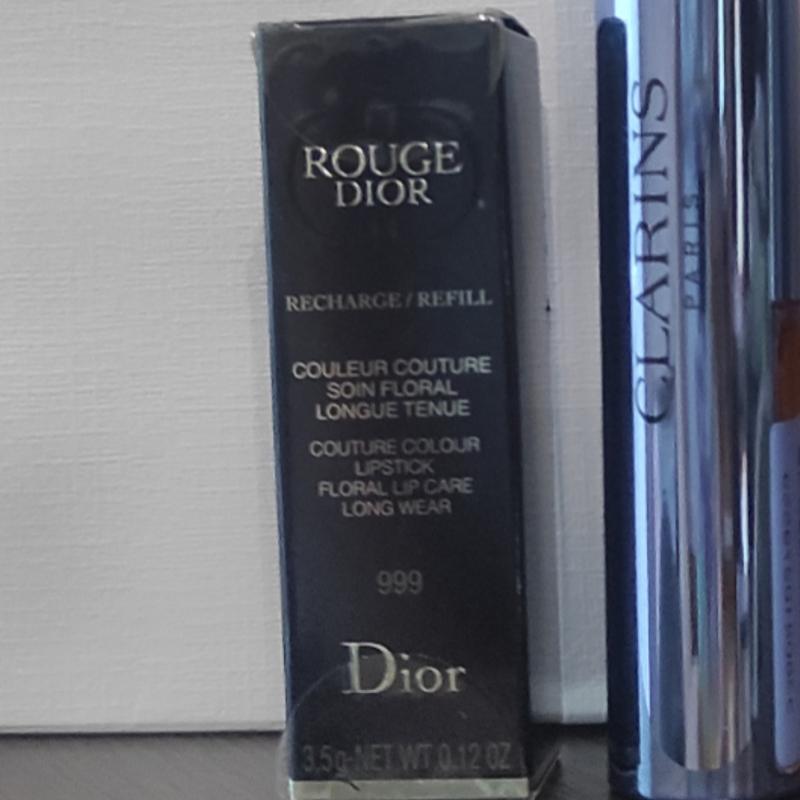 ROUGE
DIOR
RECHARGE / REFILL
COULEUR COUTURE
SOIN FLORAL
LONGUE TENUE
COUTURE COLOUR
LIPSTICK
FLORAL LIP CARE
LONG WEAR
999
Dior
3.5g-NET WT 0.12 OZ
CLARINS
PARIS